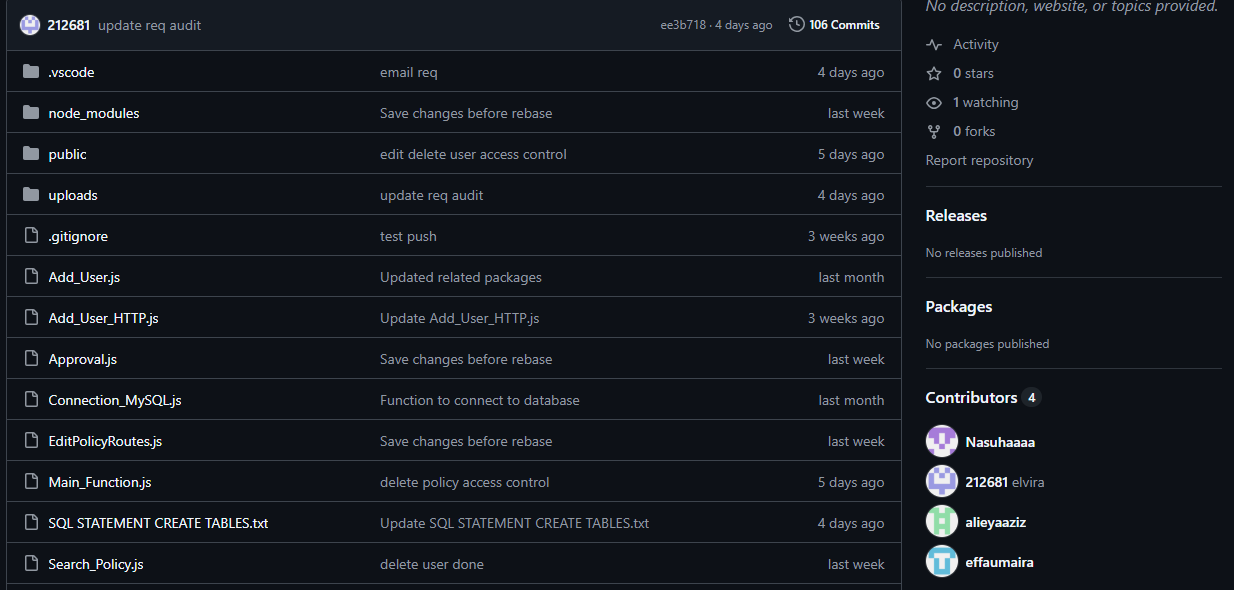 212681 update req audit ee3b718 · 4 days ago 106 Commits
.vscode email req 4 days ago
node_modules Save changes before rebase last week
public edit delete user access control 5 days ago
uploads update req audit 4 days ago
.gitignore test push 3 weeks ago
Add_User.js Updated related packages last month
Add_User_HTTP.js Update Add_User_HTTP.js 3 weeks ago
Approval.js Save changes before rebase last week
Connection_MySQL.js Function to connect to database last month
EditPolicyRoutes.js Save changes before rebase last week
Main_Function.js delete policy access control 5 days ago
SQL STATEMENT CREATE TABLES.txt Update SQL STATEMENT CREATE TABLES.txt 4 days ago
Search_Policy.js delete user done last week
No description, website, or topics provided.
Activity
0 stars
1 watching
0 forks
Report repository
Releases
No releases published
Packages
No packages published
Contributors 4
Nasuhaaaa
212681 elvira
alieyaaziz
effaumaira